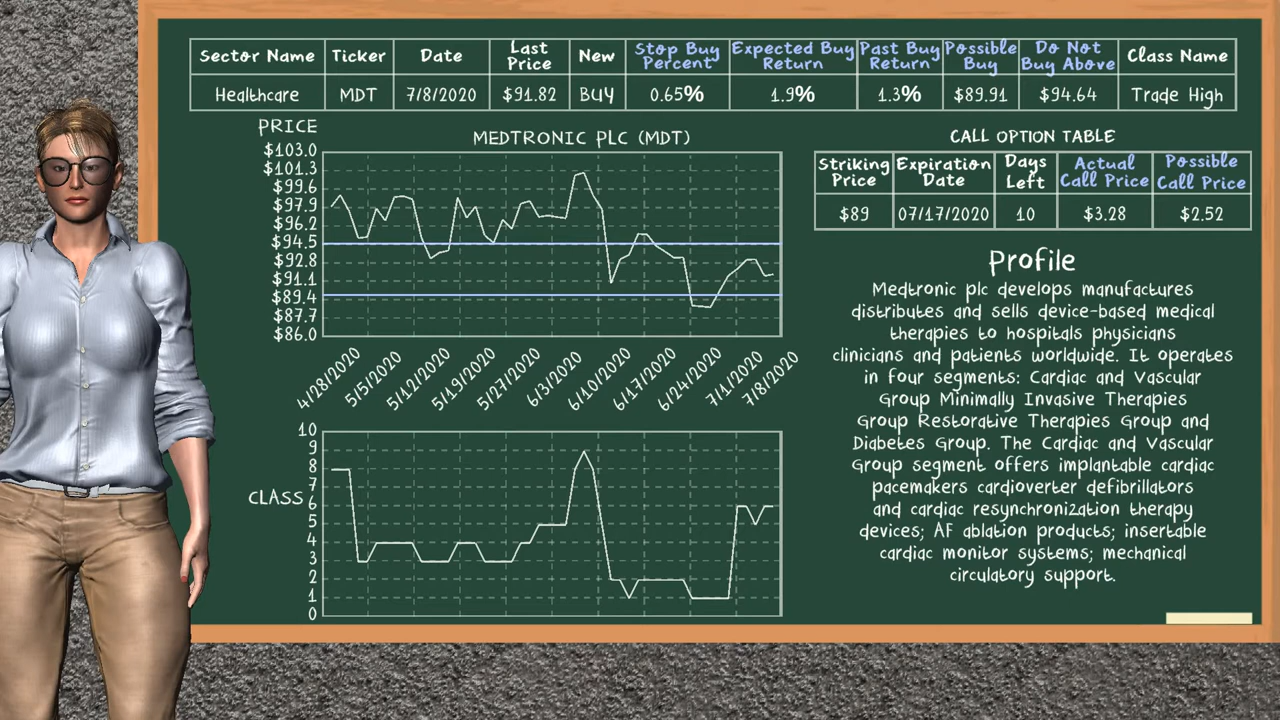 Sector Name Ticker Date Last Price New Stop Buy Percent Expected Buy Return Past Buy Return Possible Buy Do Not Buy Above Class Name
Healthcare MDT 7/8/2020 $91.82 BUY 0.65% 1.9% 1.3% $89.91 $94.64 Trade High
PRICE
MEDTRONIC PLC (MDT)
$103.0
$101.3
$99.6
$97.9
$96.2
$94.5
$92.8
$91.1
$89.4
$87.7
$86.0
4/28/2020 5/5/2020 5/12/2020 5/19/2020 5/27/2020 6/3/2020 6/10/2020 6/17/2020 6/24/2020 7/1/2020 7/8/2020
CLASS
10
9
8
7
6
5
4
3
2
1
0
CALL OPTION TABLE
Striking Price Expiration Date Days Left Actual Call Price Possible Call Price
$89 07/17/2020 10 $3.28 $2.52
Profile
Medtronic plc develops manufactures
distributes and sells device-based medical
therapies to hospitals physicians
clinicians and patients worldwide. It operates
in four segments: Cardiac and Vascular
Group Minimally Invasive Therapies
Group Restorative Therapies Group and
Diabetes Group. The Cardiac and Vascular
Group segment offers implantable cardiac
pacemakers cardioverter defibrillators
and cardiac resynchronization therapy
devices; AF ablation products; insertable
cardiac monitor systems; mechanical
circulatory support.